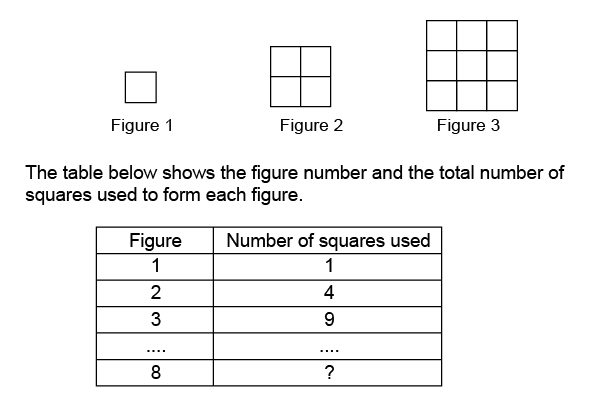 Figure 1 Figure 2 Figure 3
The table below shows the figure number and the total number of
squares used to form each figure.
Figure Number of squares used
1 1
2 4
3 9
.... ....
8 ?